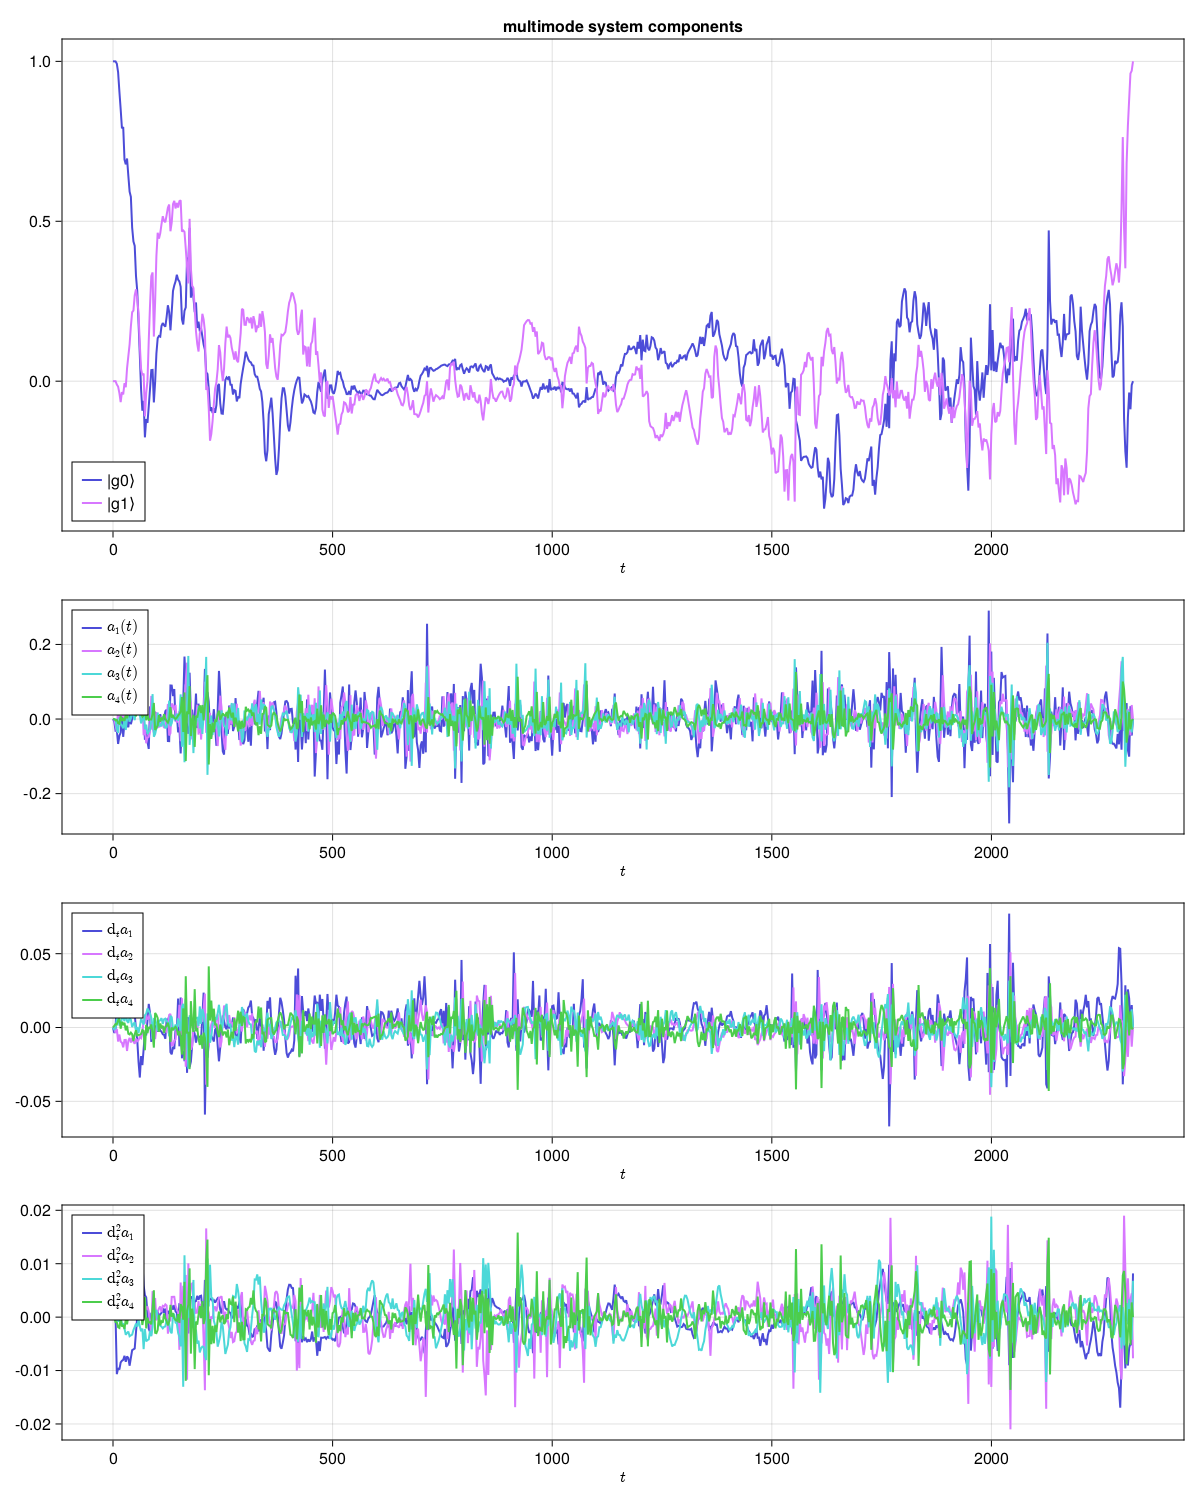 multimode system components
1.0
0.5
0.0
|g0⟩
|g1⟩
0 500 1000 1500 2000
t
0.2
0.0
-0.2
a₁(t)
a₂(t)
a₃(t)
a₄(t)
0 500 1000 1500 2000
t
0.05
0.00
-0.05
dₜa₁
dₜa₂
dₜa₃
dₜa₄
0 500 1000 1500 2000
t
0.02
0.01
0.00
-0.01
-0.02
d²ₜa₁
d²ₜa₂
d²ₜa₃
d²ₜa₄
0 500 1000 1500 2000
t